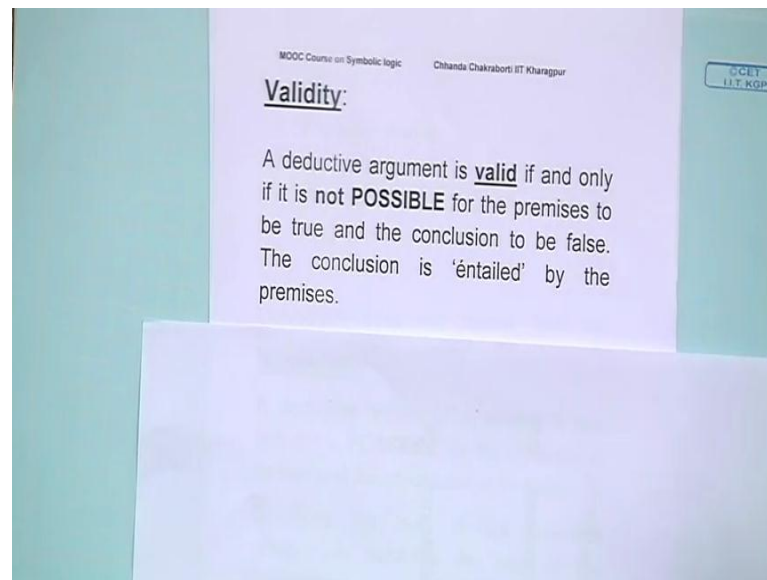 MOOC Course on Symbolic logic Chhanda Chakraborti IIT Kharagpur
CCET
I.I.T. KGP
Validity:
A deductive argument is valid if and only
if it is not POSSIBLE for the premises to
be true and the conclusion to be false.
The conclusion is ‘éntailed’ by the
premises.